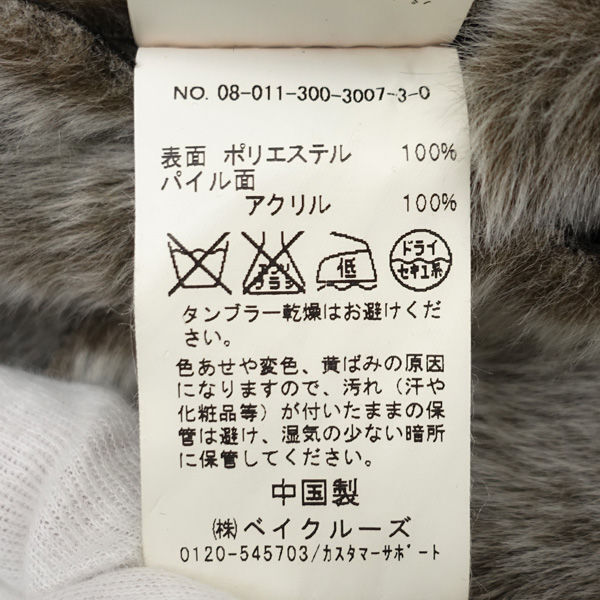 NO. 08-011-300-3007-3-0
表面 ポリエステル 100%
パイル面
アクリル 100%
エンソ
サラシ
低
ドライ
セキユ系
タンブラー乾燥はお避けくだ
さい。
色あせや変色、黄ばみの原因
になりますので、汚れ（汗や
化粧品等）が付いたままの保
管は避け、湿気の少ない暗所
に保管してください。
中国製
㈱ベイクルーズ
0120-545703/カスタマーサポート